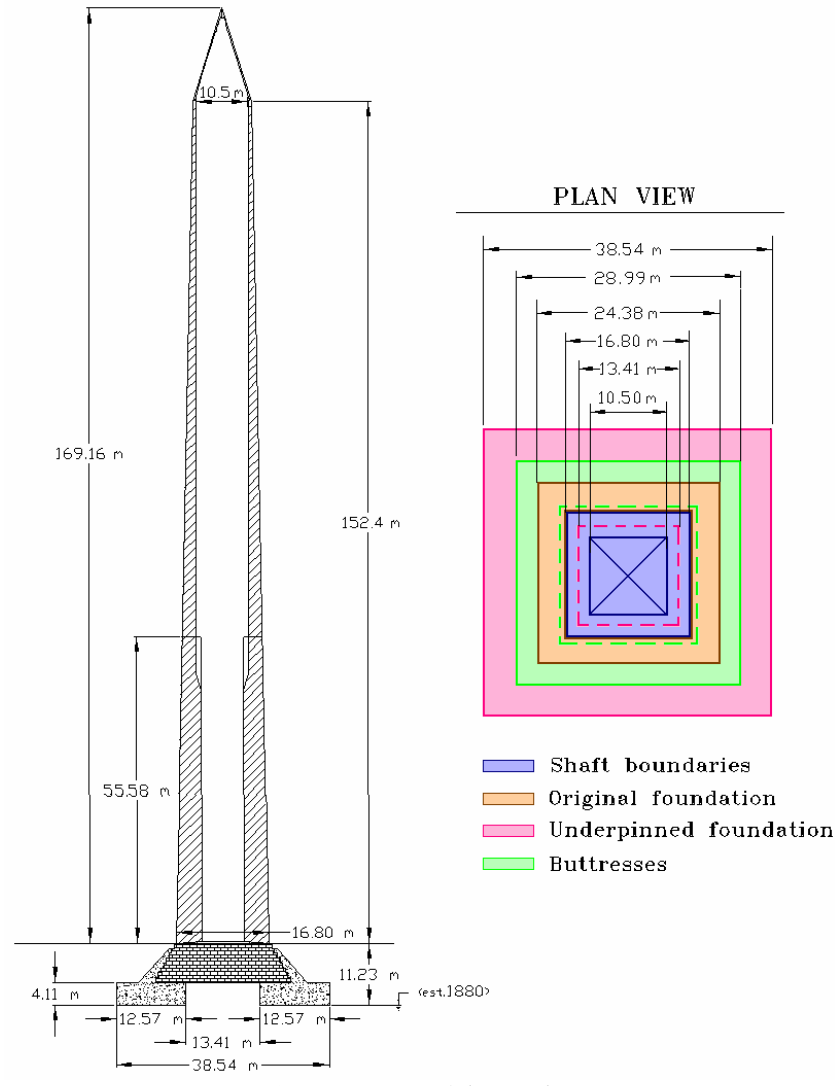 10.5 m
PLAN VIEW
38.54 m
28.99 m
24.38 m
16.80 m
13.41 m
10.50 m
169.16 m
152.4 m
55.58 m
Shaft boundaries
Original foundation
Underpinned foundation
Buttresses
16.80 m
11.23 m
4.11 m
(est.1880)
12.57 m
12.57 m
13.41 m
38.54 m